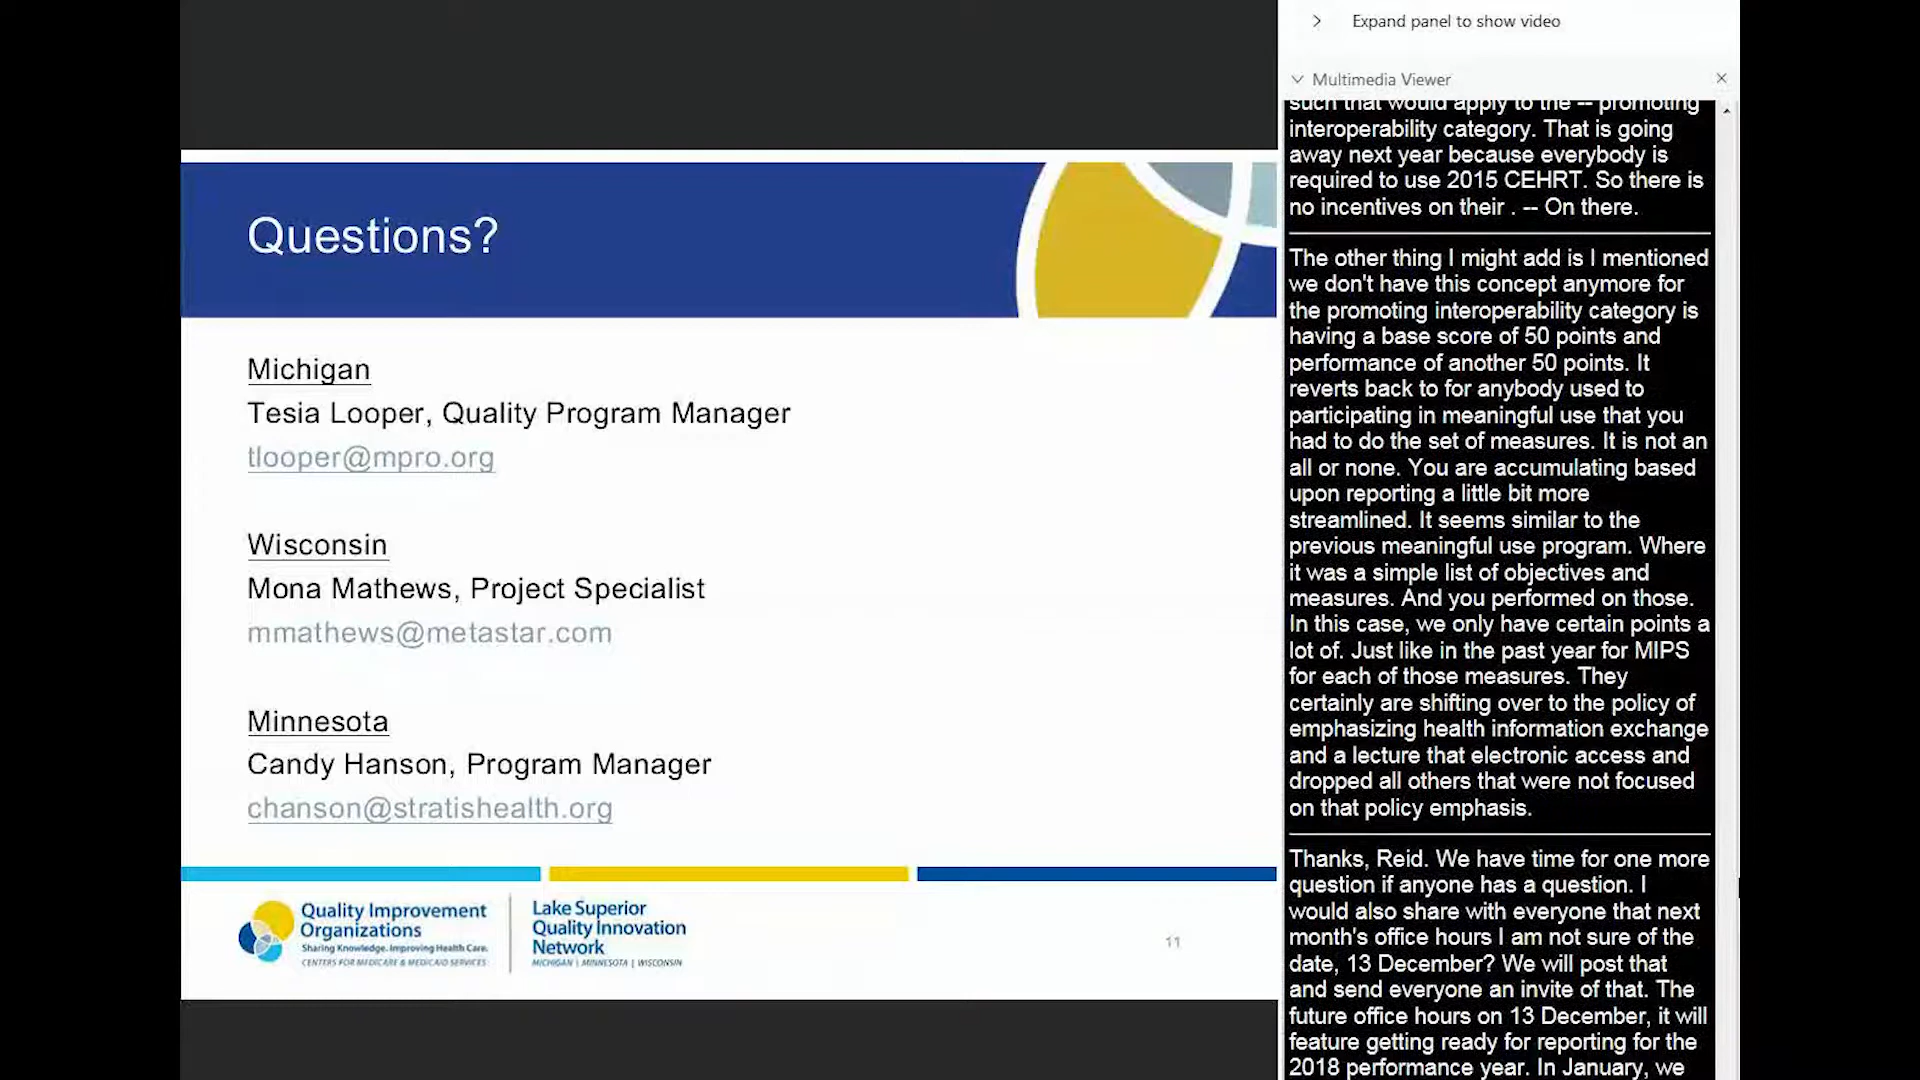 Expand panel to show video
Multimedia Viewer
such that would apply to the -- promoting
interoperability category. That is going
away next year because everybody is
required to use 2015 CEHRT. So there is
no incentives on their . -- On there.
The other thing I might add is I mentioned
we don't have this concept anymore for
the promoting interoperability category is
having a base score of 50 points and
performance of another 50 points. It
reverts back to for anybody used to
participating in meaningful use that you
had to do the set of measures. It is not an
all or none. You are accumulating based
upon reporting a little bit more
streamlined. It seems similar to the
previous meaningful use program. Where
it was a simple list of objectives and
measures. And you performed on those.
In this case, we only have certain points a
lot of. Just like in the past year for MIPS
for each of those measures. They
certainly are shifting over to the policy of
emphasizing health information exchange
and a lecture that electronic access and
dropped all others that were not focused
on that policy emphasis.
Thanks, Reid. We have time for one more
question if anyone has a question. I
would also share with everyone that next
month's office hours I am not sure of the
date, 13 December? We will post that
and send everyone an invite of that. The
future office hours on 13 December, it will
feature getting ready for reporting for the
2018 performance year. In January, we
Questions?
Michigan
Tesia Looper, Quality Program Manager
tlooper@mpro.org
Wisconsin
Mona Mathews, Project Specialist
mmathews@metastar.com
Minnesota
Candy Hanson, Program Manager
chanson@stratishealth.org
Quality Improvement
Organizations
Sharing Knowledge. Improving Health Care.
CENTERS FOR MEDICARE & MEDICAID SERVICES
Lake Superior
Quality Innovation
Network
MICHIGAN | MINNESOTA | WISCONSIN
11